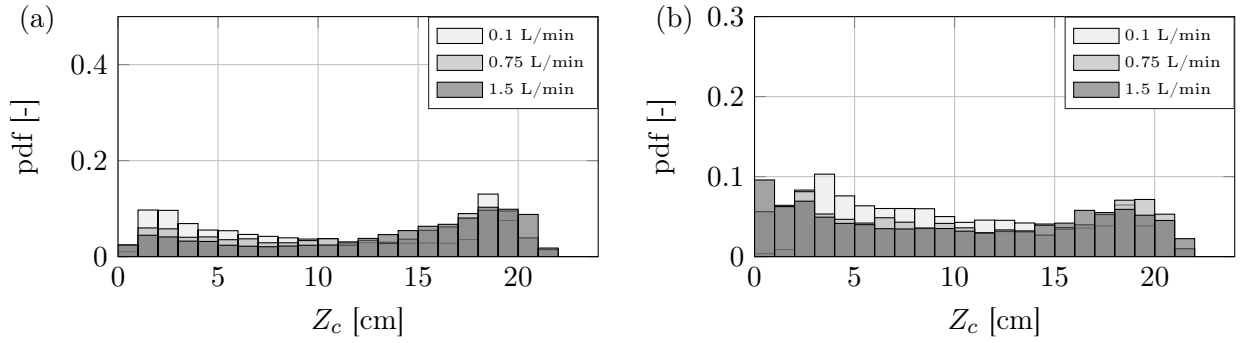 (a)
0.4
0.2
0
pdf [-]
0.1 L/min
0.75 L/min
1.5 L/min
0 5 10 15 20
Z_c [cm]
(b)
0.3
0.2
0.1
0
pdf [-]
0.1 L/min
0.75 L/min
1.5 L/min
0 5 10 15 20
Z_c [cm]